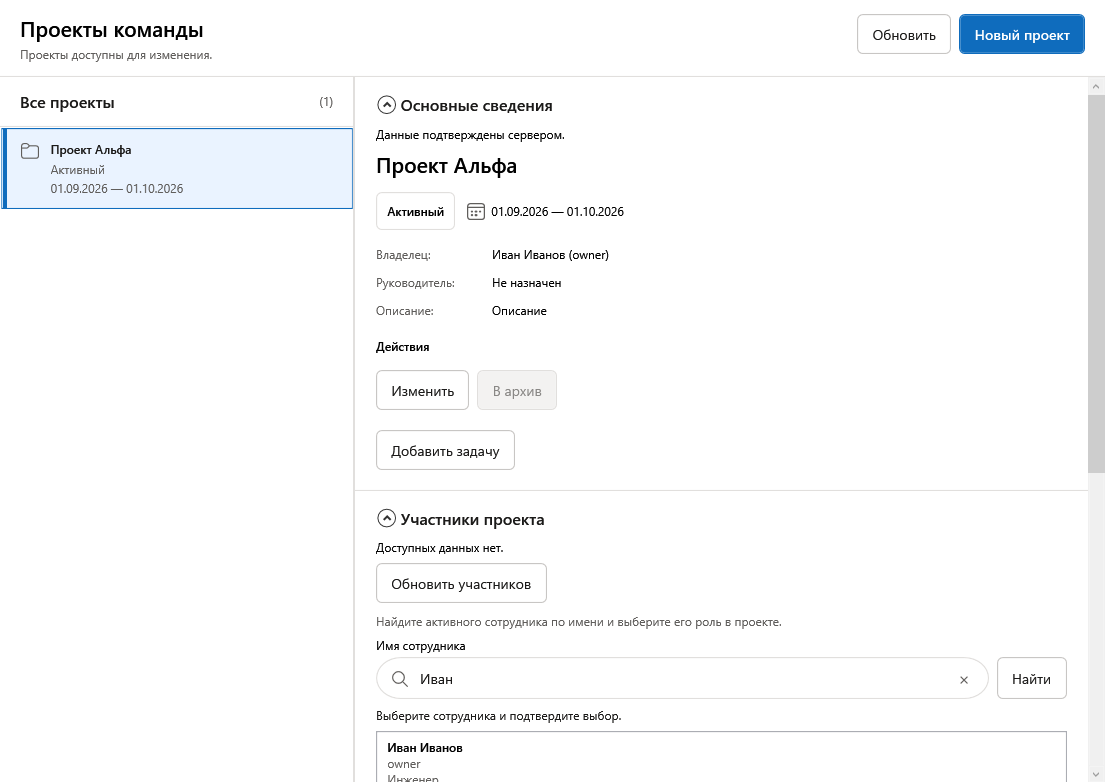 Проекты команды
Проекты доступны для изменения.
Обновить
Новый проект
Все проекты
(1)
Проект Альфа
Активный
01.09.2026 — 01.10.2026
Основные сведения
Данные подтверждены сервером.
Проект Альфа
Активный
01.09.2026 — 01.10.2026
Владелец:
Иван Иванов (owner)
Руководитель:
Не назначен
Описание:
Описание
Действия
Изменить
В архив
Добавить задачу
Участники проекта
Доступных данных нет.
Обновить участников
Найдите активного сотрудника по имени и выберите его роль в проекте.
Имя сотрудника
Иван
Найти
Выберите сотрудника и подтвердите выбор.
Иван Иванов
owner
Инженер